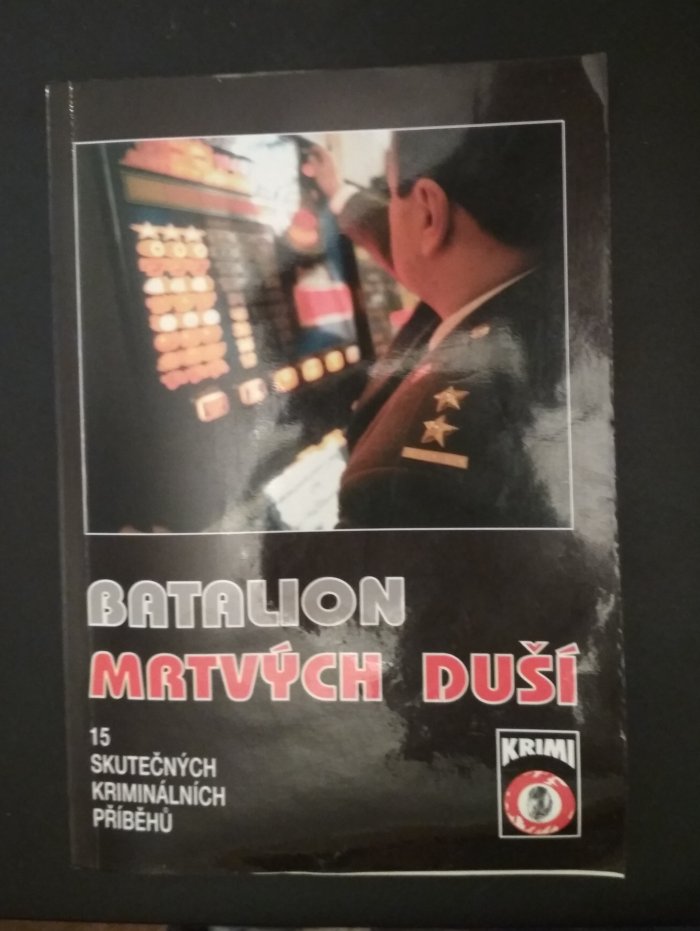 BATALION
MRTVÝCH DUŠÍ
15
SKUTEČNÝCH
KRIMINÁLNÍCH
PŘÍBĚHŮ
KRIMI